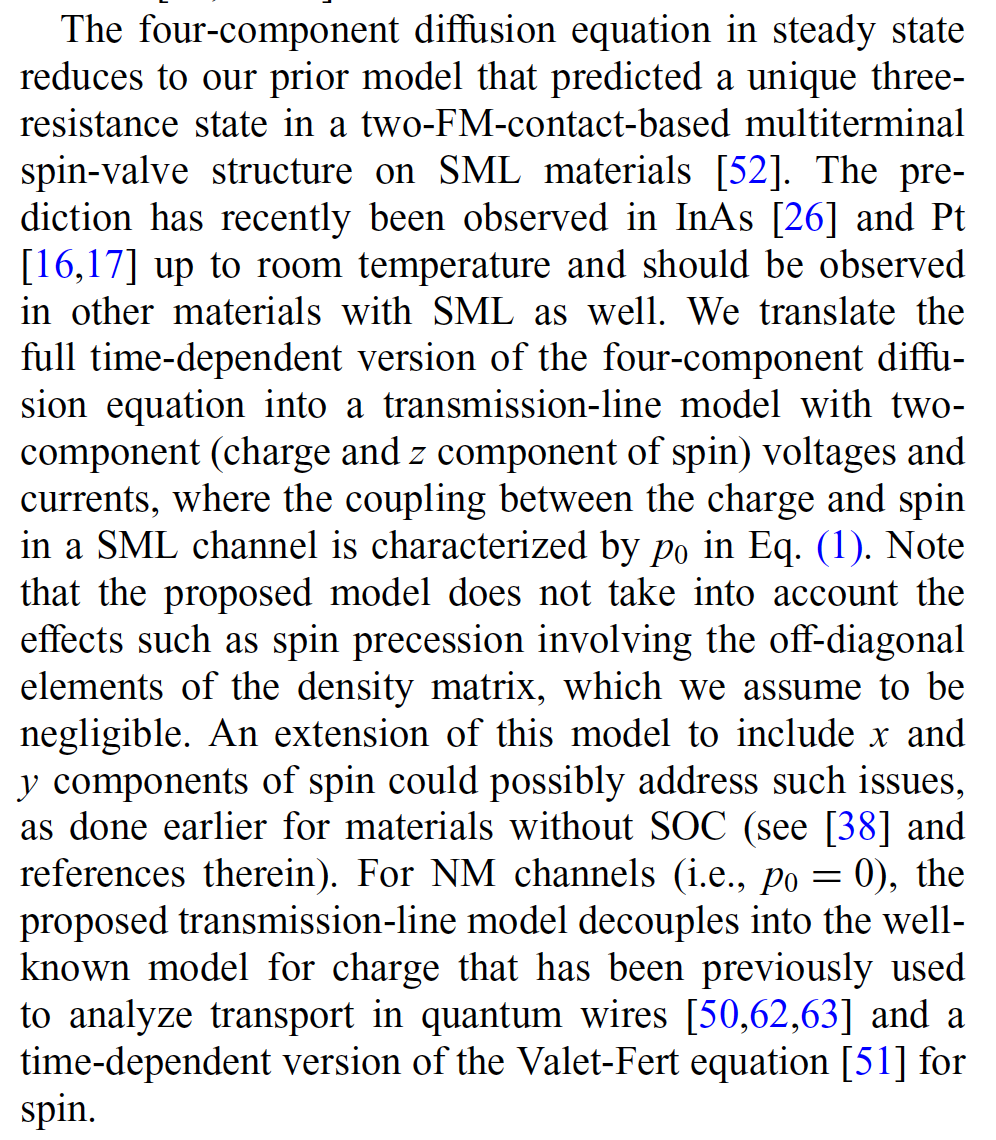 The four-component diffusion equation in steady state
reduces to our prior model that predicted a unique three-
resistance state in a two-FM-contact-based multiterminal
spin-valve structure on SML materials [52]. The pre-
diction has recently been observed in InAs [26] and Pt
[16,17] up to room temperature and should be observed
in other materials with SML as well. We translate the
full time-dependent version of the four-component diffu-
sion equation into a transmission-line model with two-
component (charge and z component of spin) voltages and
currents, where the coupling between the charge and spin
in a SML channel is characterized by p₀ in Eq. (1). Note
that the proposed model does not take into account the
effects such as spin precession involving the off-diagonal
elements of the density matrix, which we assume to be
negligible. An extension of this model to include x and
y components of spin could possibly address such issues,
as done earlier for materials without SOC (see [38] and
references therein). For NM channels (i.e., p₀ = 0), the
proposed transmission-line model decouples into the well-
known model for charge that has been previously used
to analyze transport in quantum wires [50,62,63] and a
time-dependent version of the Valet-Fert equation [51] for
spin.